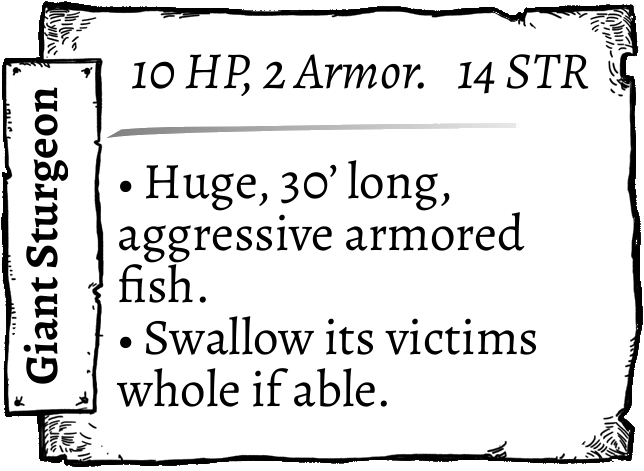 Giant Sturgeon
10 HP, 2 Armor. 14 STR
• Huge, 30’ long,
aggressive armored
fish.
• Swallow its victims
whole if able.